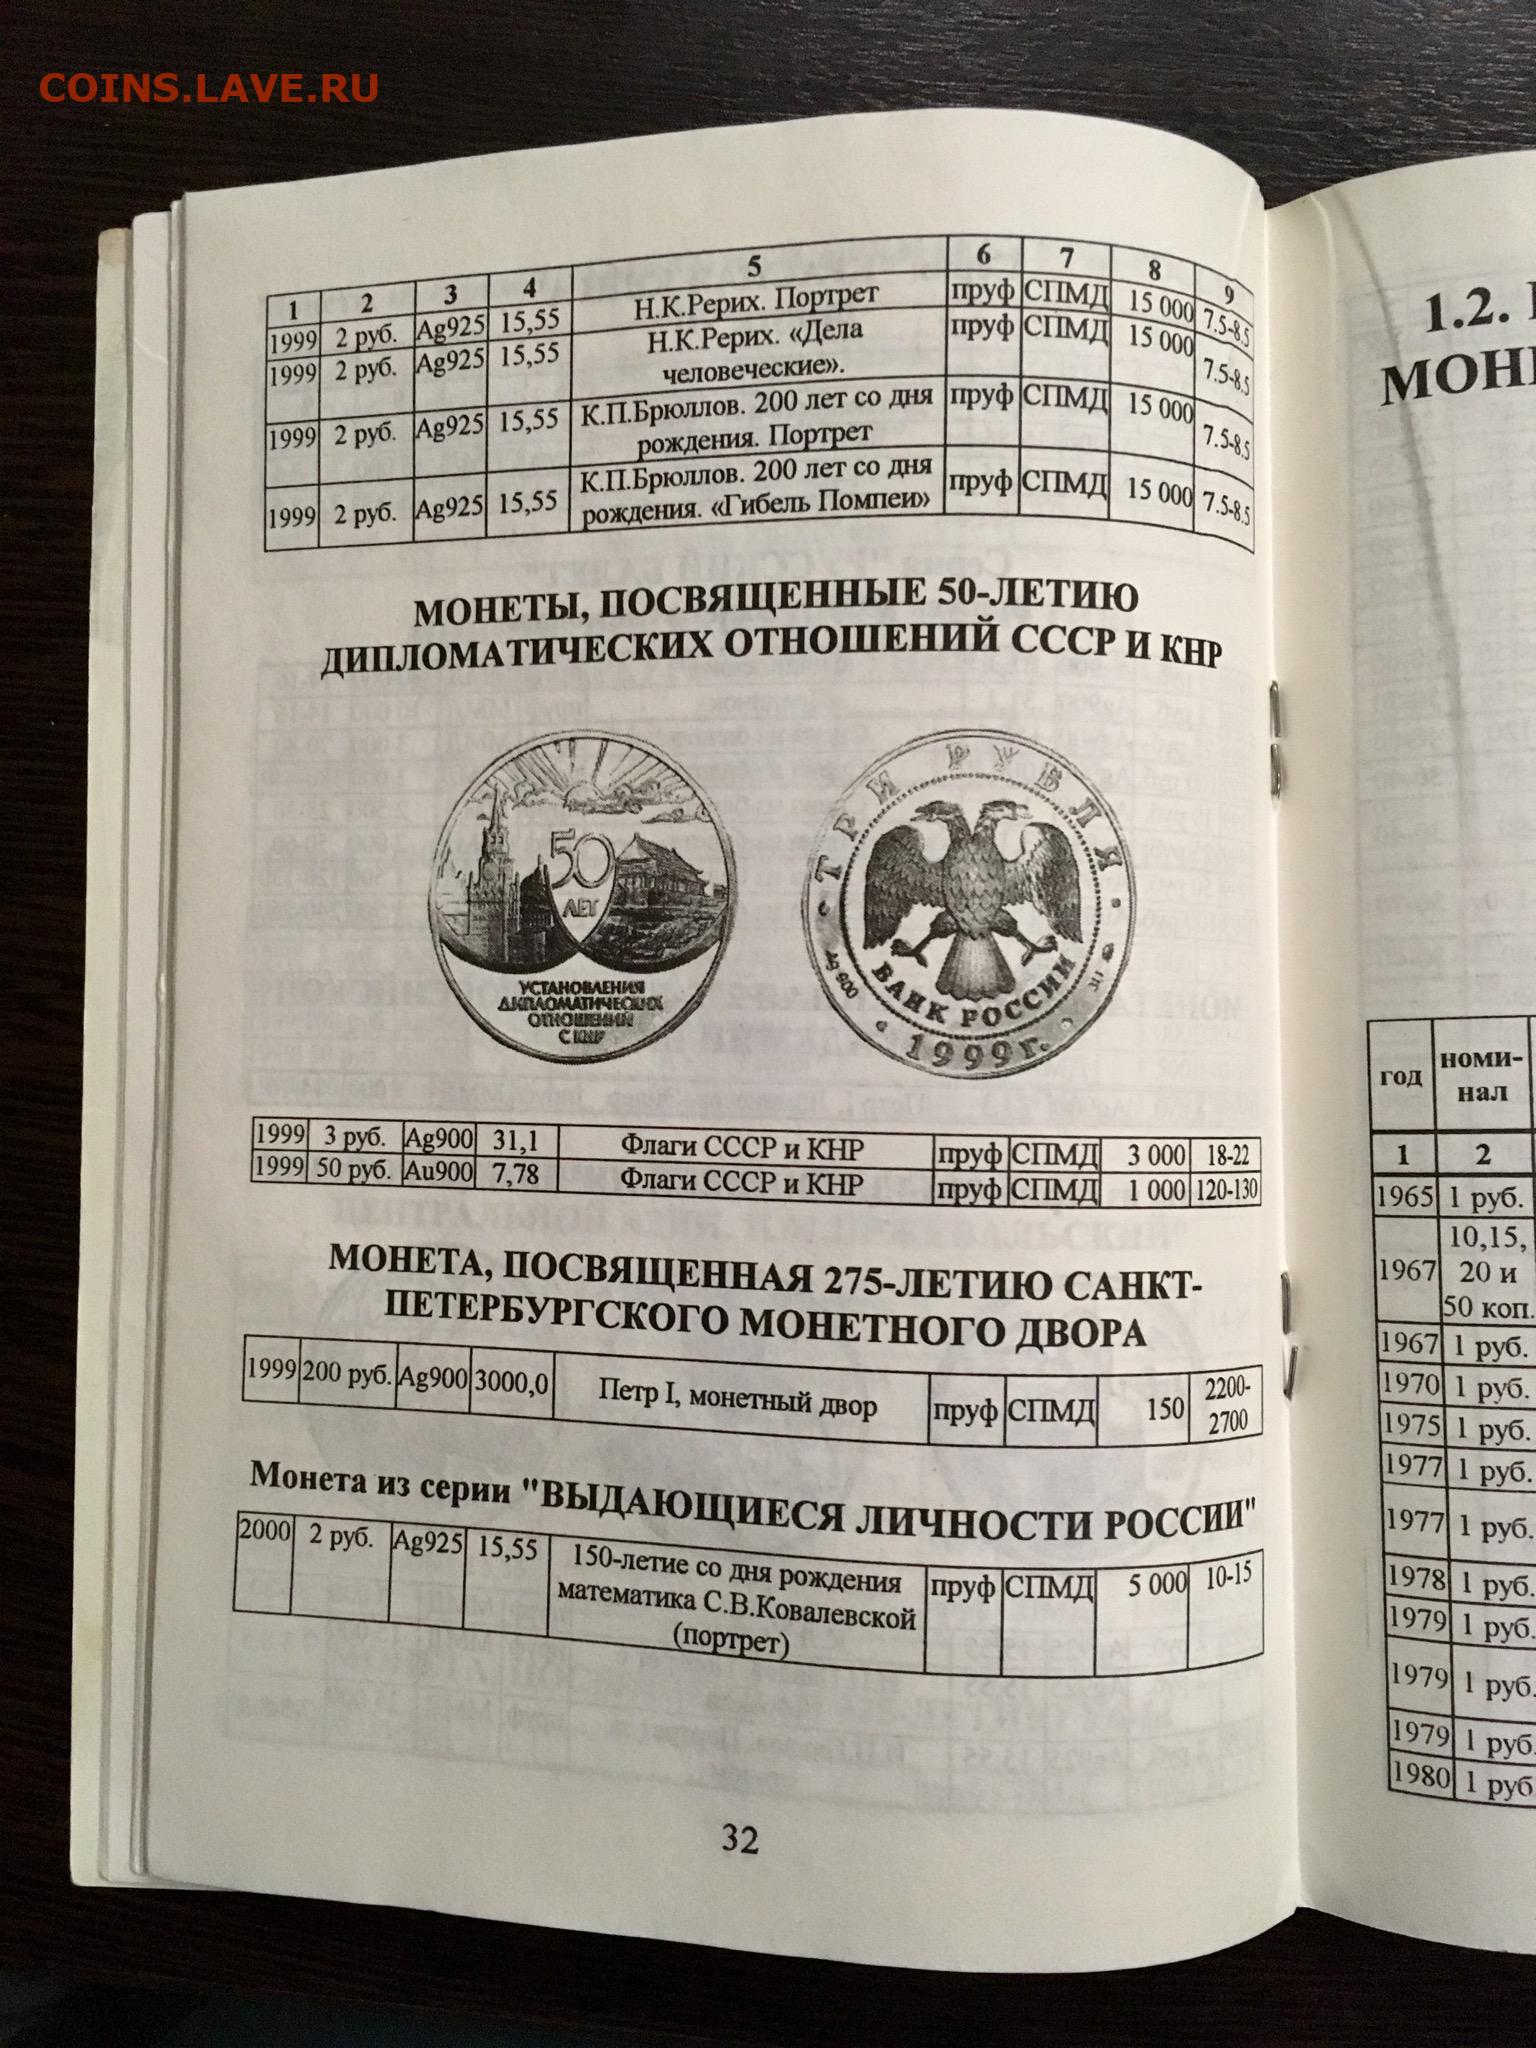 COINS.LAVE.RU
1 2 3 4 5 6 7 8 9
1999 2 руб. Ag925 15,55 Н.К.Рерих. Портрет пруф СПМД 15 000 7.5-8.5
1999 2 руб. Ag925 15,55 Н.К.Рерих. «Дела пруф СПМД 15 000 7.5-8.5
человеческие».
1999 2 руб. Ag925 15,55 К.П.Брюллов. 200 лет со дня пруф СПМД 15 000 7.5-8.5
рождения. Портрет
1999 2 руб. Ag925 15,55 К.П.Брюллов. 200 лет со дня пруф СПМД 15 000 7.5-8.5
рождения. «Гибель Помпеи»
МОНЕТЫ, ПОСВЯЩЕННЫЕ 50-ЛЕТИЮ
ДИПЛОМАТИЧЕСКИХ ОТНОШЕНИЙ СССР И КНР
50
ЛЕТ
УСТАНОВЛЕНИЯ
ДИПЛОМАТИЧЕСКИХ
ОТНОШЕНИЙ
С КНР
ТРИ РУБЛЯ
Ag 900
БАНК РОССИИ
1999 г.
1999 3 руб. Ag900 31,1 Флаги СССР и КНР пруф СПМД 3 000 18-22
1999 50 руб. Au900 7,78 Флаги СССР и КНР пруф СПМД 1 000 120-130
МОНЕТА, ПОСВЯЩЕННАЯ 275-ЛЕТИЮ САНКТ-
ПЕТЕРБУРГСКОГО МОНЕТНОГО ДВОРА
1999 200 руб. Ag900 3000,0 Петр I, монетный двор пруф СПМД 150 2200-
2700
Монета из серии "ВЫДАЮЩИЕСЯ ЛИЧНОСТИ РОССИИ"
2000 2 руб. Ag925 15,55 150-летие со дня рождения пруф СПМД 5 000 10-15
математика С.В.Ковалевской
(портрет)
32
1.2.
МОН
год номи-
нал
1 2
1965 1 руб.
10,15,
1967 20 и
50 коп.
1967 1 руб.
1970 1 руб.
1975 1 руб.
1977 1 руб.
1977 1 руб.
1978 1 руб.
1979 1 руб.
1979 1 руб.
1979 1 руб.
1980 1 руб.